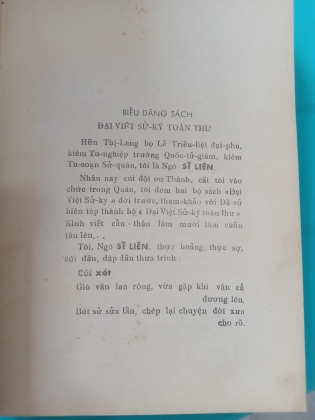 BIỂU DÂNG SÁCH
ĐẠI VIỆT SỬ-KÝ TOÀN THƯ
Hữu Thị-Lang họ Lê Triều-liệt đại-phu,
kiêm Tu-nghiệp trường Quốc-tử-giám, kiêm
Tu-soạn Sử-quán, tôi là Ngô SĨ LIÊN.
Nhân nay cúi đội ơn Thánh, cất tôi vào
chức trong Quán, tôi đem hai bộ sách «Đại
Việt Sử-ký » đời trước, tham-khảo với Dã-sử
hiên tập thành bộ « Đại Việt Sử-ký toàn thư »
Kính viết cẩn-thận làm mười lăm cuốn
tâu lên...
Tôi, Ngô SĨ LIÊN, thực hoảng, thực sợ,
cúi đầu, dập đầu thưa trình :
Cúi xét
Gió văn lan rộng, vừa gặp khi vận cả
đương lên.
Bút sử sửa lần, chép lại chuyện đời xưa
cho rõ.